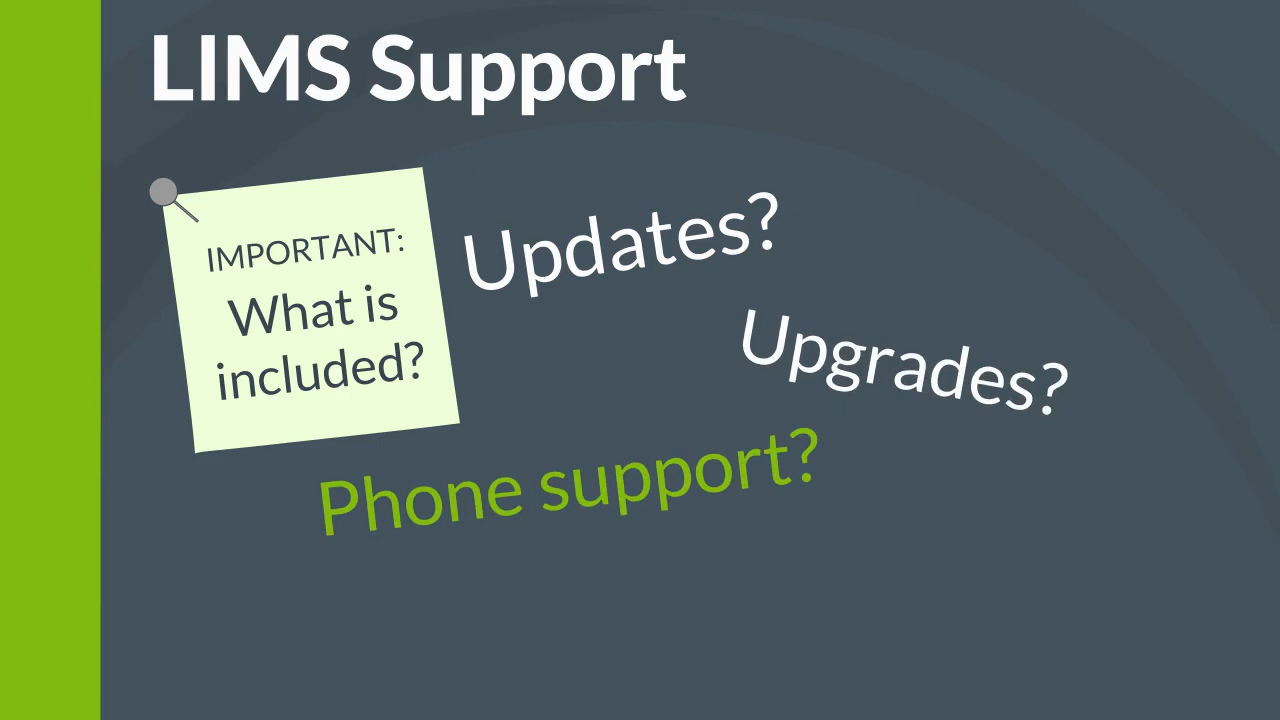 LIMS Support
IMPORTANT:
What is
included?
Updates?
Upgrades?
Phone support?